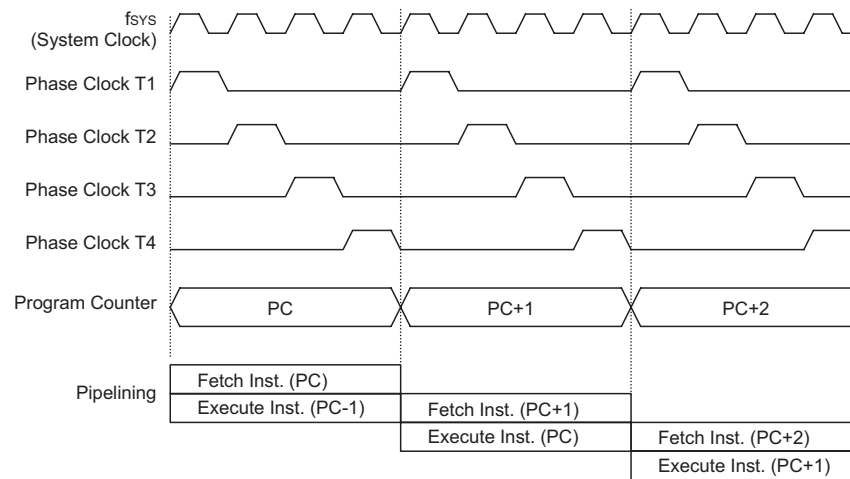 fSYS
(System Clock)
Phase Clock T1
Phase Clock T2
Phase Clock T3
Phase Clock T4
Program Counter
PC
PC+1
PC+2
Pipelining
Fetch Inst. (PC)
Execute Inst. (PC-1)
Fetch Inst. (PC+1)
Execute Inst. (PC)
Fetch Inst. (PC+2)
Execute Inst. (PC+1)